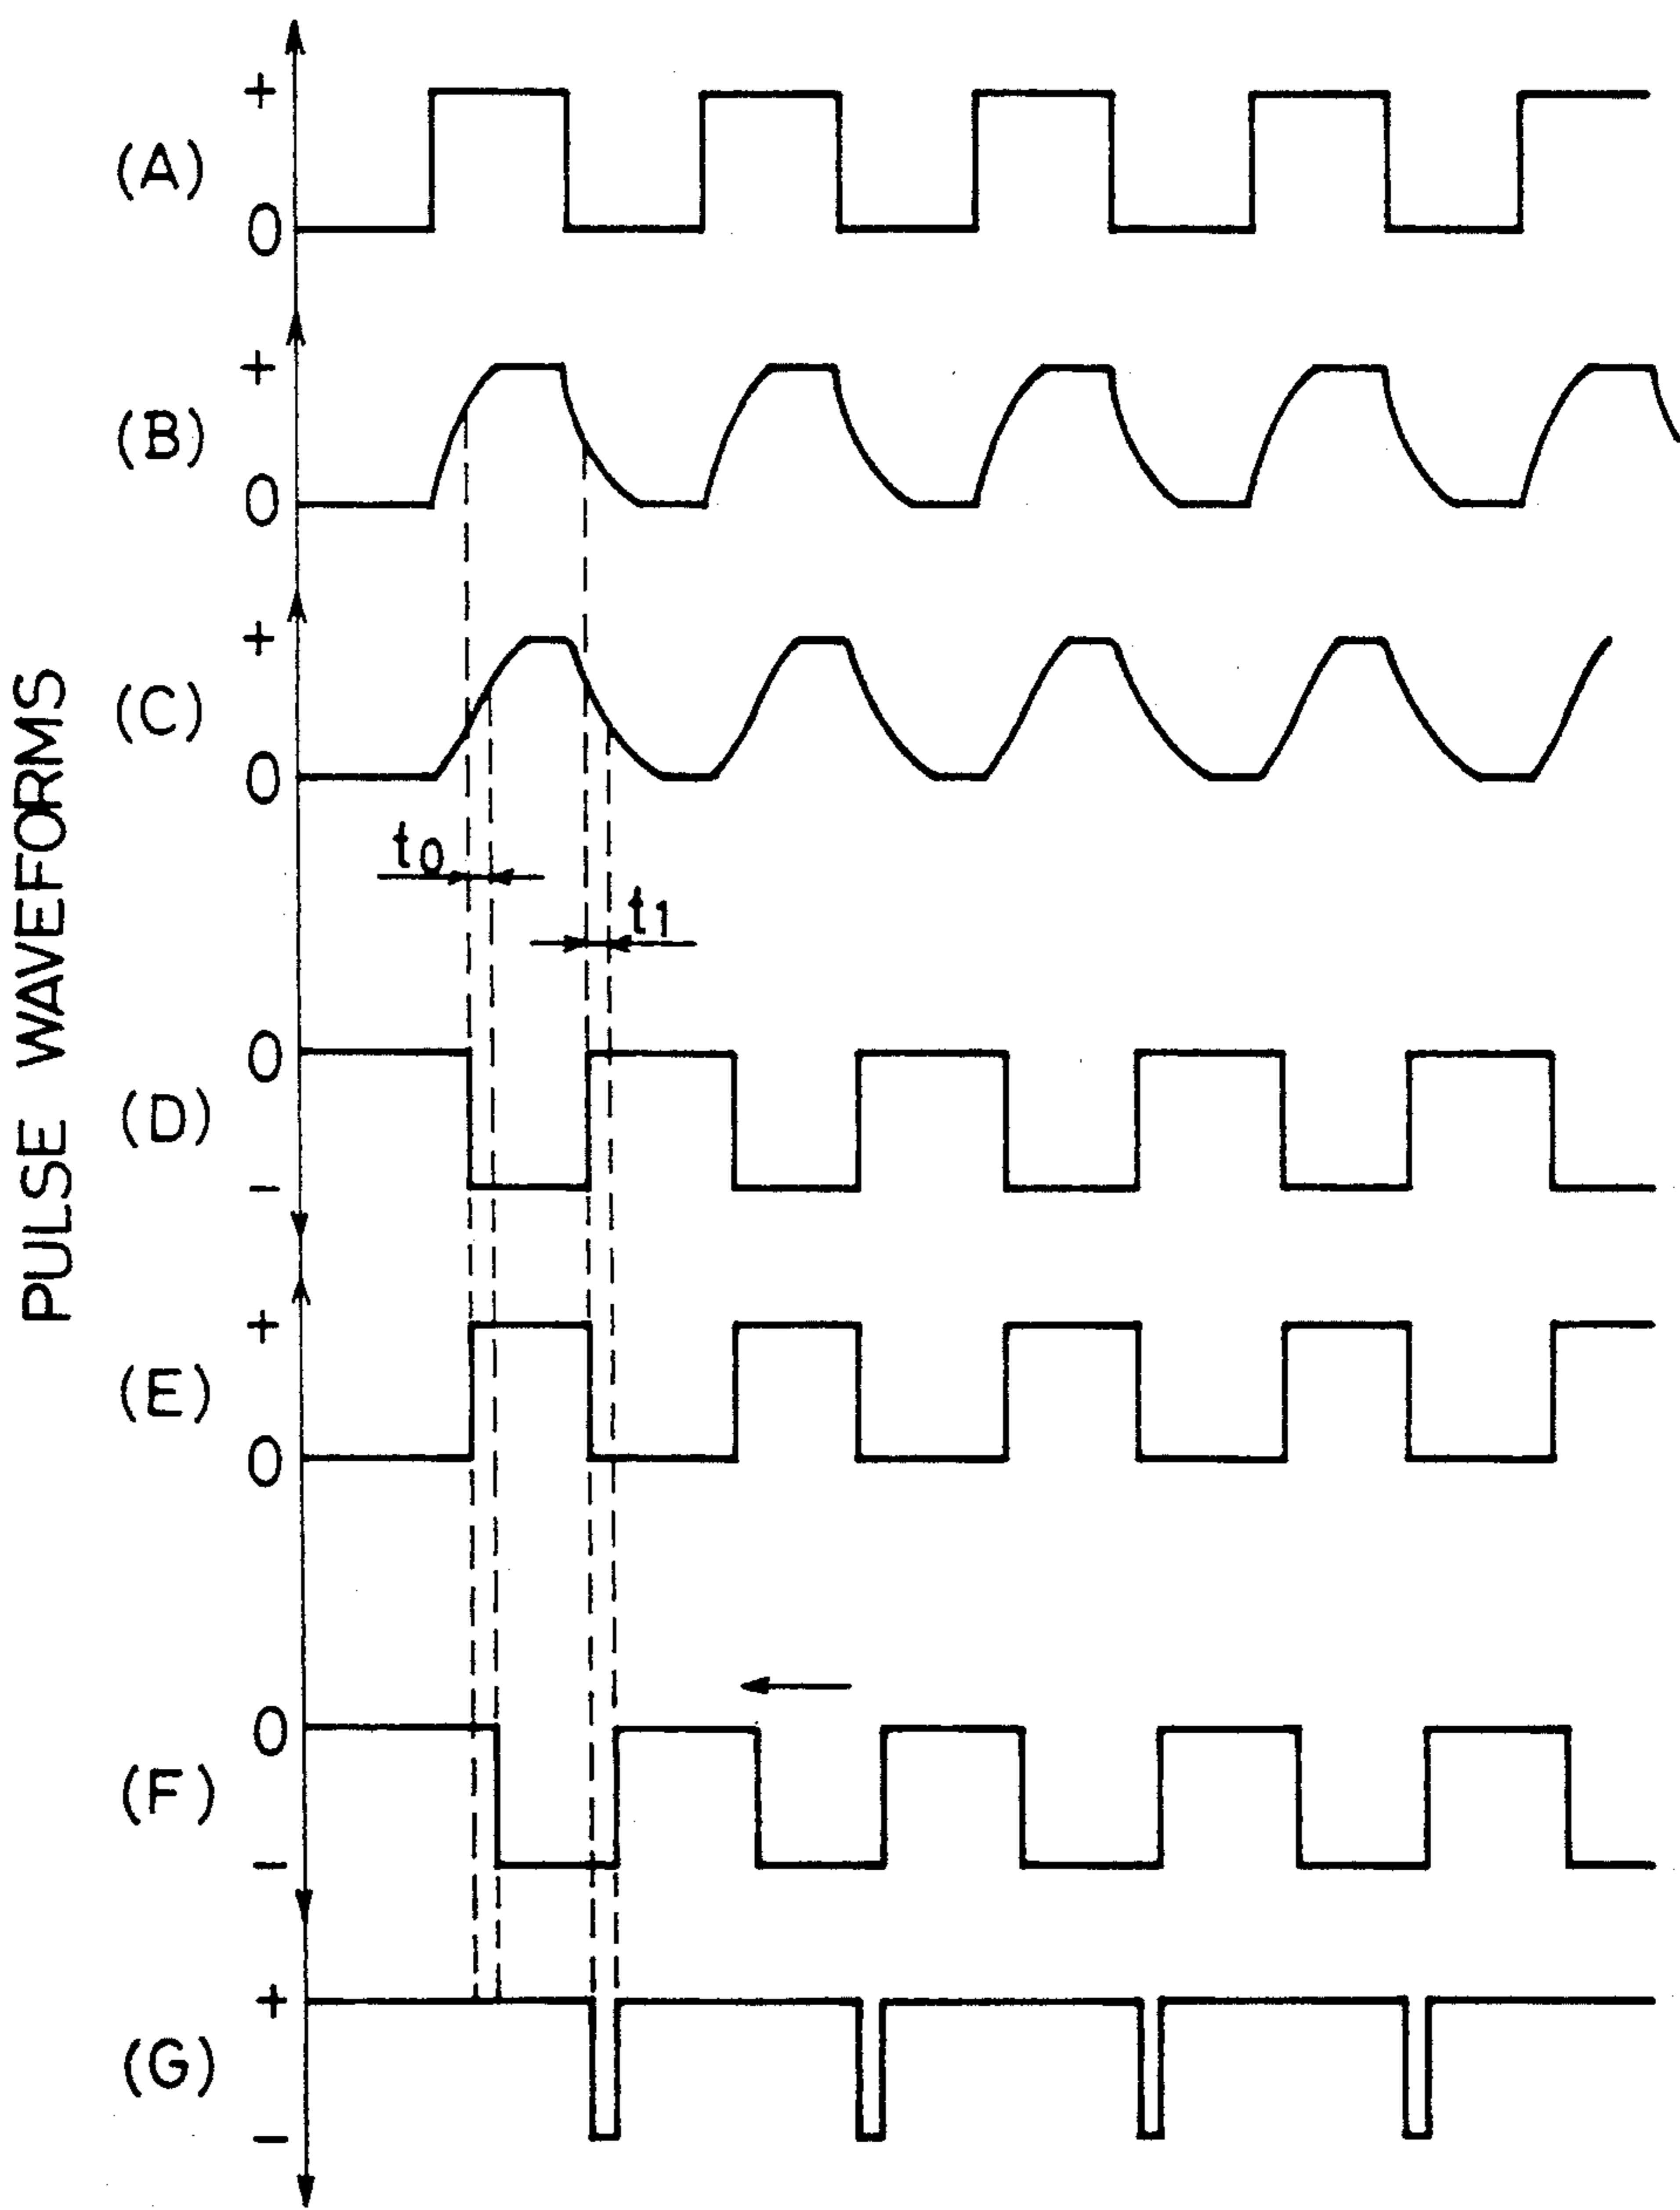 PULSE WAVEFORMS
+
(A)
0
+
(B)
0
+
(C)
0
t0
t1
0
(D)
-
+
(E)
0
0
(F)
-
+
(G)
-